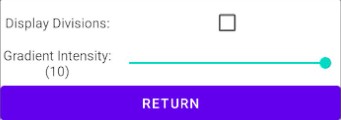 Display Divisions:
Gradient Intensity:
(10)
RETURN